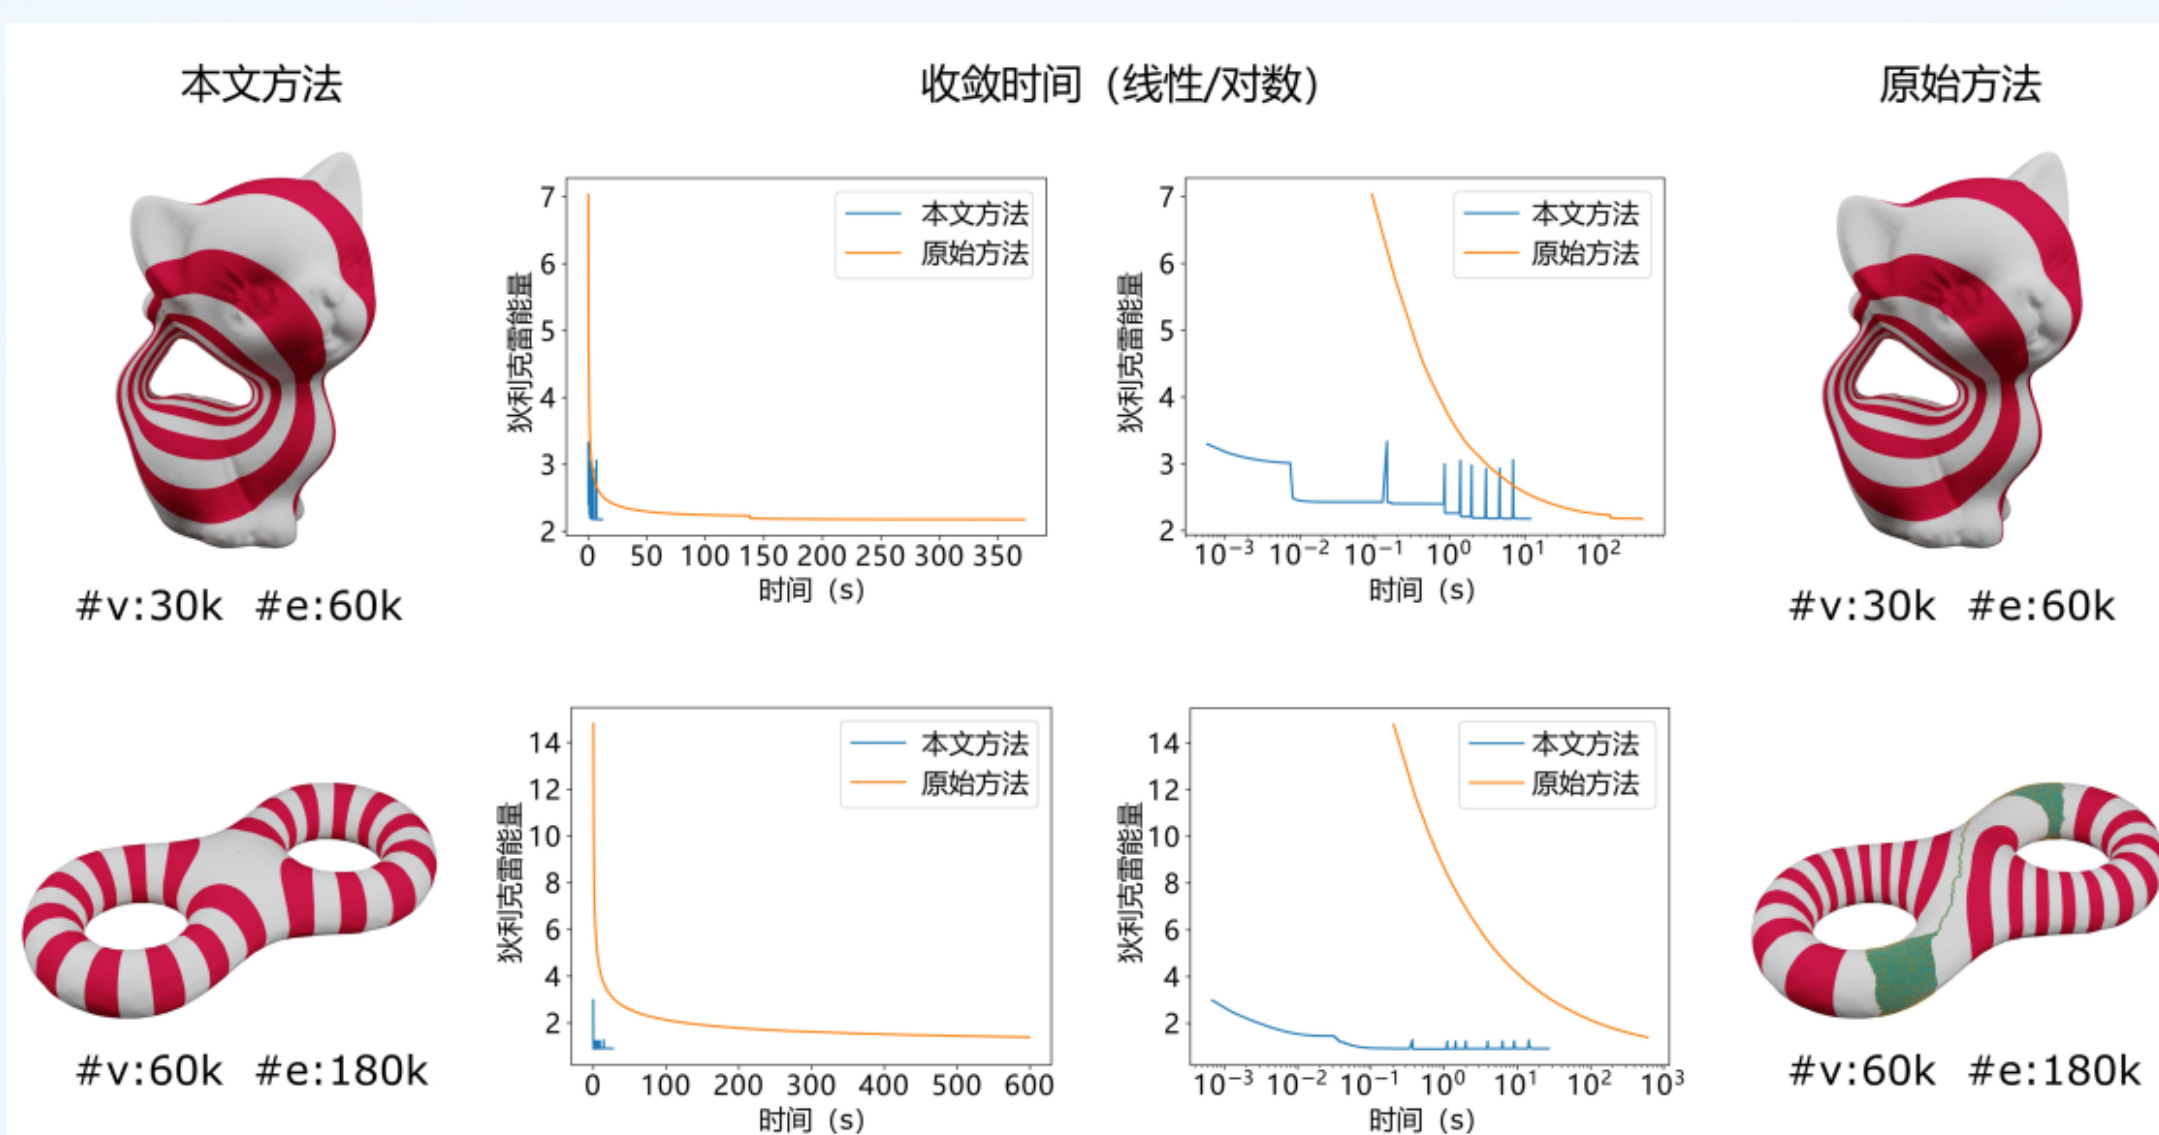 本文方法
收敛时间（线性/对数）
原始方法
7
6
5
4
3
2
狄利克雷能量
本文方法
原始方法
0 50 100 150 200 250 300 350
时间（s）
7
6
5
4
3
2
狄利克雷能量
本文方法
原始方法
10⁻³ 10⁻² 10⁻¹ 10⁰ 10¹ 10²
时间（s）
#v:30k #e:60k
#v:30k #e:60k
14
12
10
8
6
4
2
狄利克雷能量
本文方法
原始方法
0 100 200 300 400 500 600
时间（s）
14
12
10
8
6
4
2
狄利克雷能量
本文方法
原始方法
10⁻³ 10⁻² 10⁻¹ 10⁰ 10¹ 10² 10³
时间（s）
#v:60k #e:180k
#v:60k #e:180k